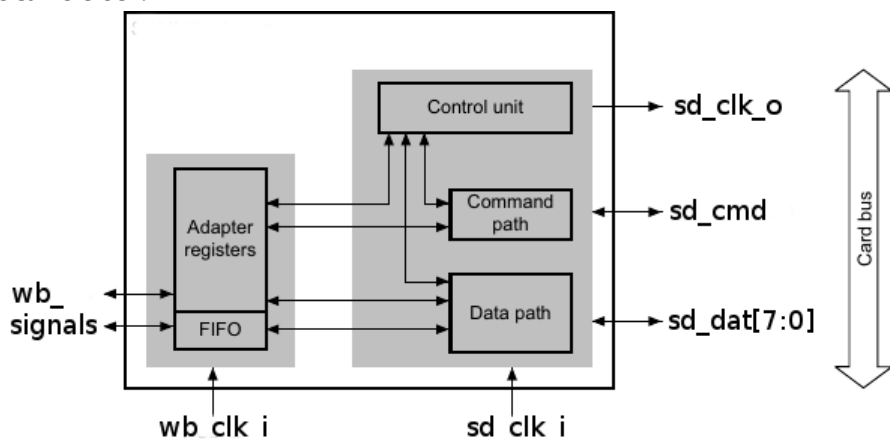 Control unit
sd_clk_o
Adapter
registers
Command
path
sd_cmd
Card bus
wb_
signals
FIFO
Data path
sd_dat[7:0]
wb_clk_i
sd_clk_i